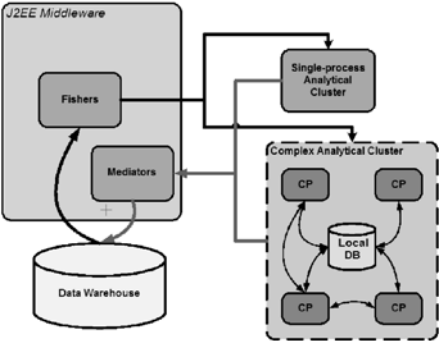 J2EE Middleware
Fishers
Mediators
Data Warehouse
Single-process
Analytical
Cluster
Complex Analytical Cluster
CP
CP
Local
DB
CP
CP